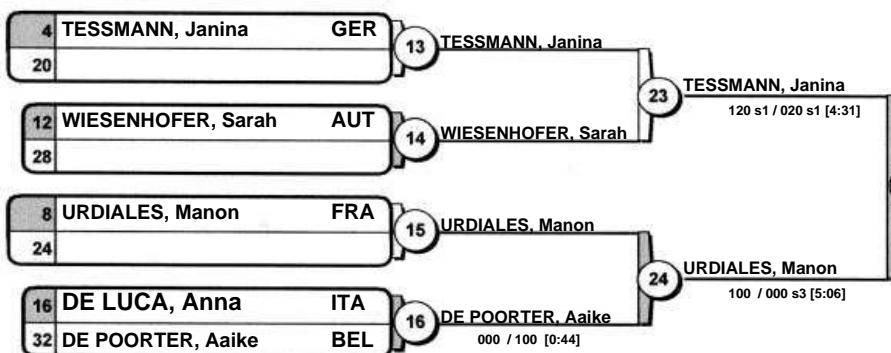 4 TESSMANN, Janina GER
20
13 TESSMANN, Janina
12 WIESENHOFER, Sarah AUT
28
14 WIESENHOFER, Sarah
23 TESSMANN, Janina
120 s1 / 020 s1 [4:31]
8 URDIALES, Manon FRA
24
15 URDIALES, Manon
16 DE LUCA, Anna ITA
32 DE POORTER, Aaike BEL
16 DE POORTER, Aaike
000 / 100 [0:44]
24 URDIALES, Manon
100 / 000 s3 [5:06]